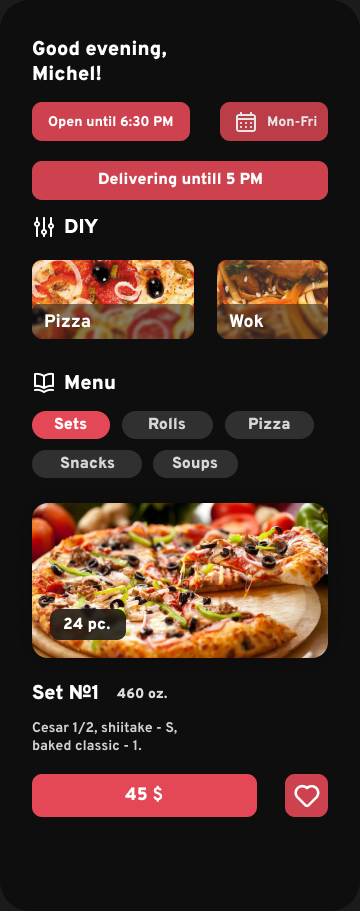 Good evening,
Michel!
Open until 6:30 PM
Mon-Fri
Delivering untill 5 PM
DIY
Pizza
Wok
Menu
Sets
Rolls
Pizza
Snacks
Soups
24 pc.
Set №1
460 oz.
Cesar 1/2, shiitake - S,
baked classic - 1.
45 $